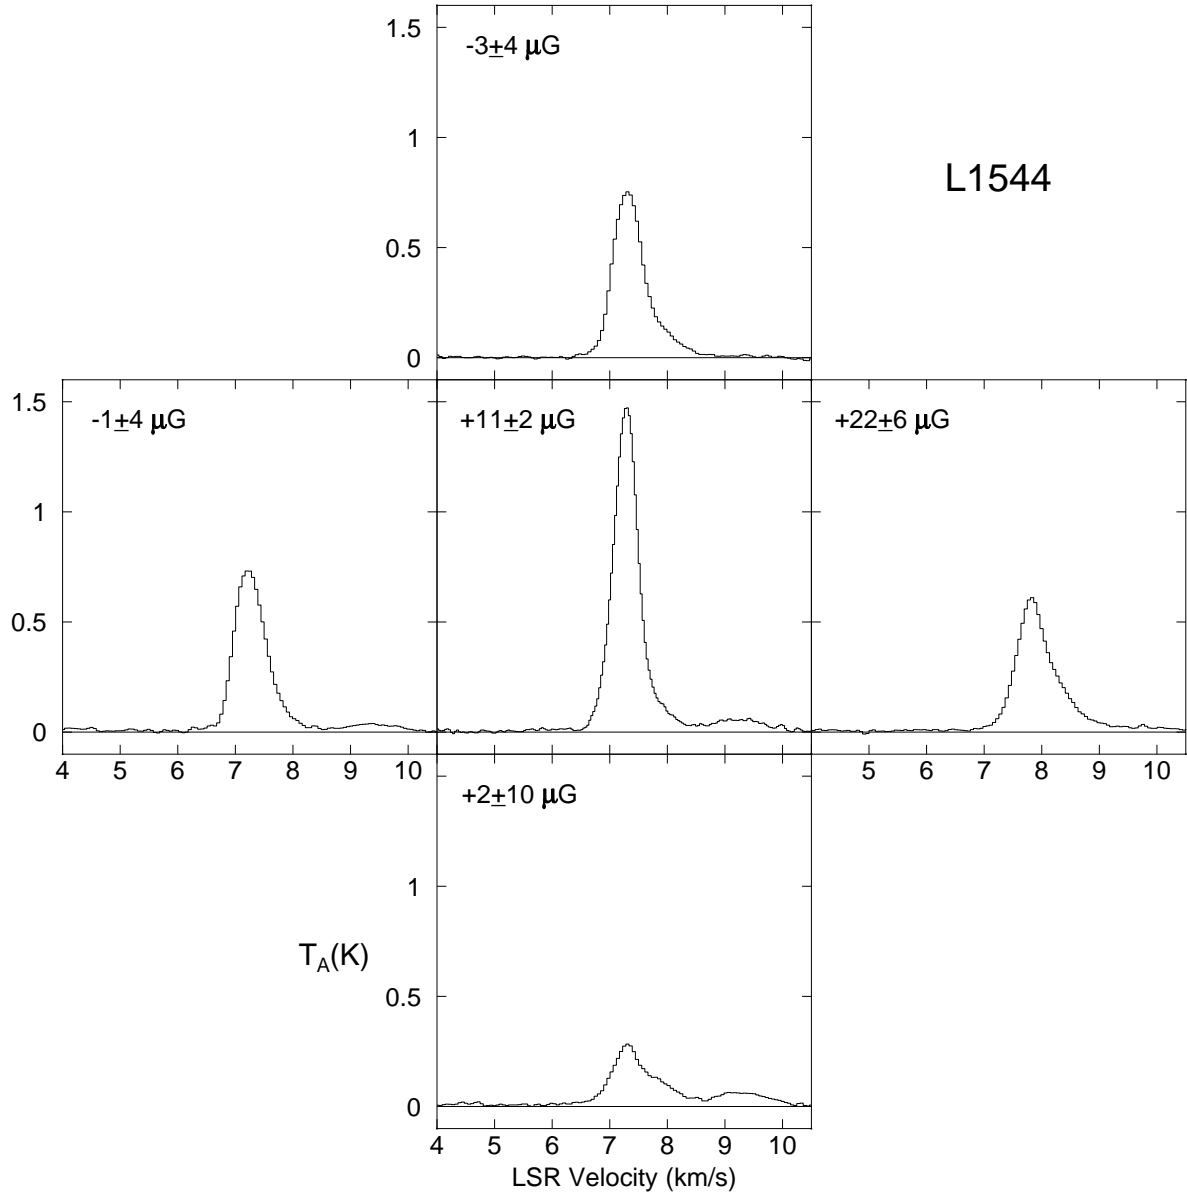 1.5
-3±4 μG
1
L1544
0.5
0
4 5 6 7 8 9 10
5 6 7 8 9 10
1.5
-1±4 μG
+11±2 μG
+22±6 μG
1
0.5
0
+2±10 μG
1
T_A(K)
0.5
0
4 5 6 7 8 9 10
LSR Velocity (km/s)